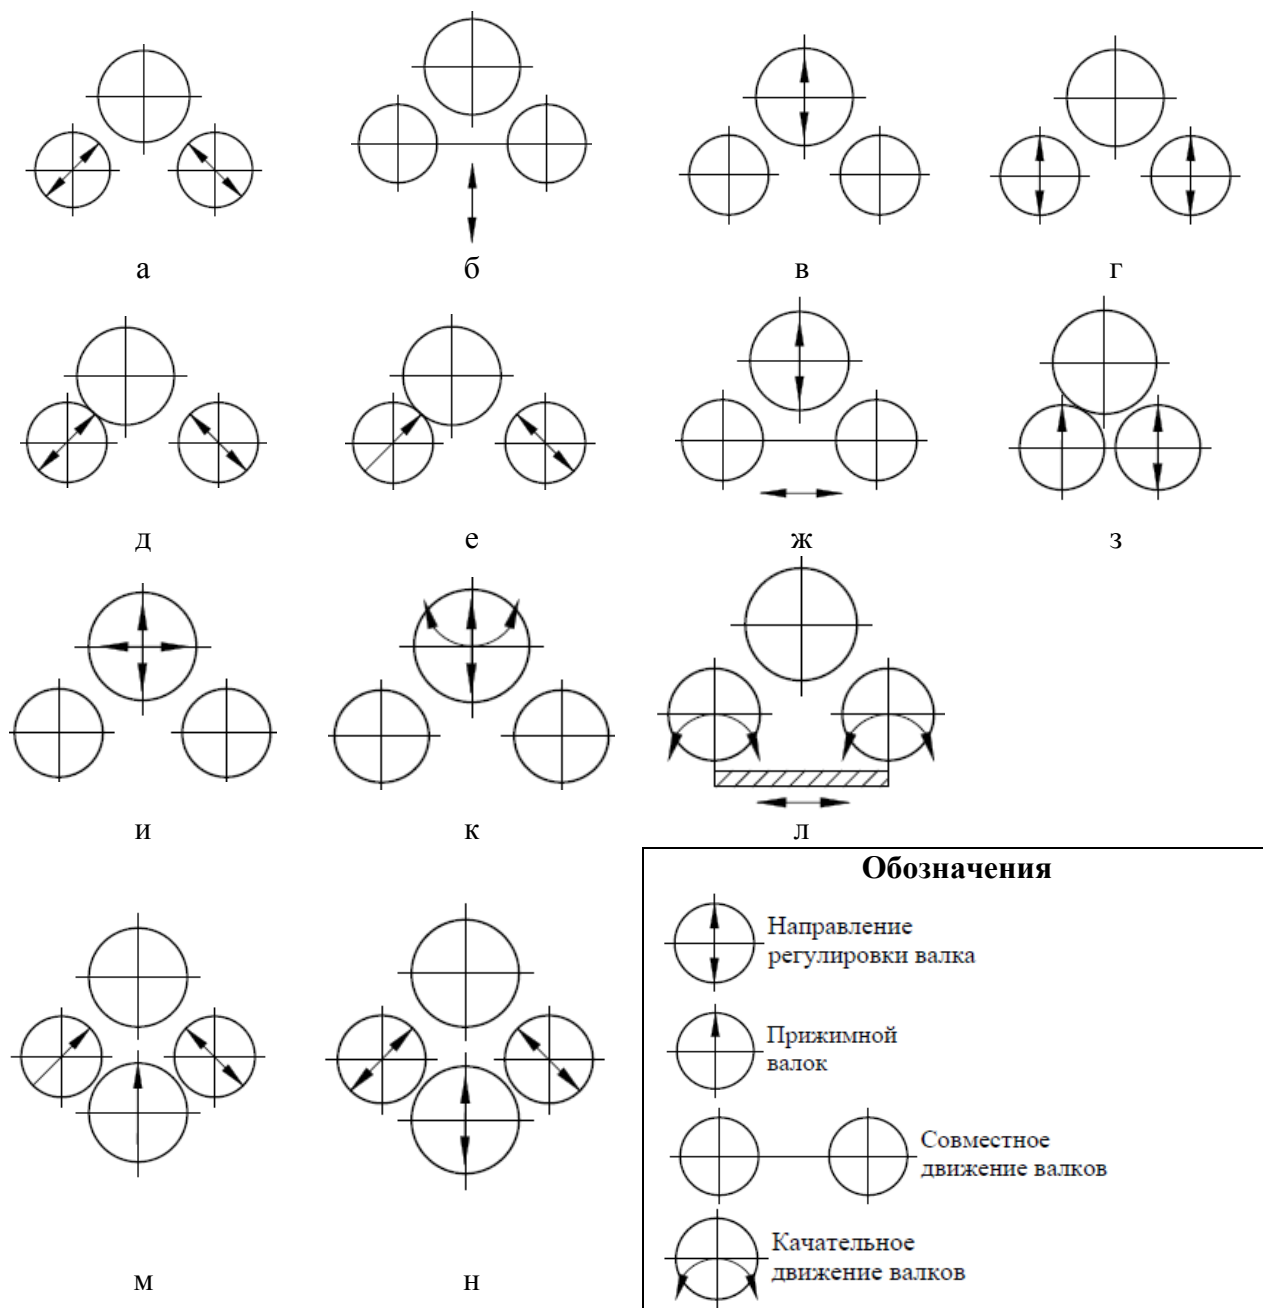 а б в г
д е ж з
и к л
Обозначения
Направление
регулировки валка
Прижимной
валок
Совместное
движение валков
Качательное
движение валков
м н